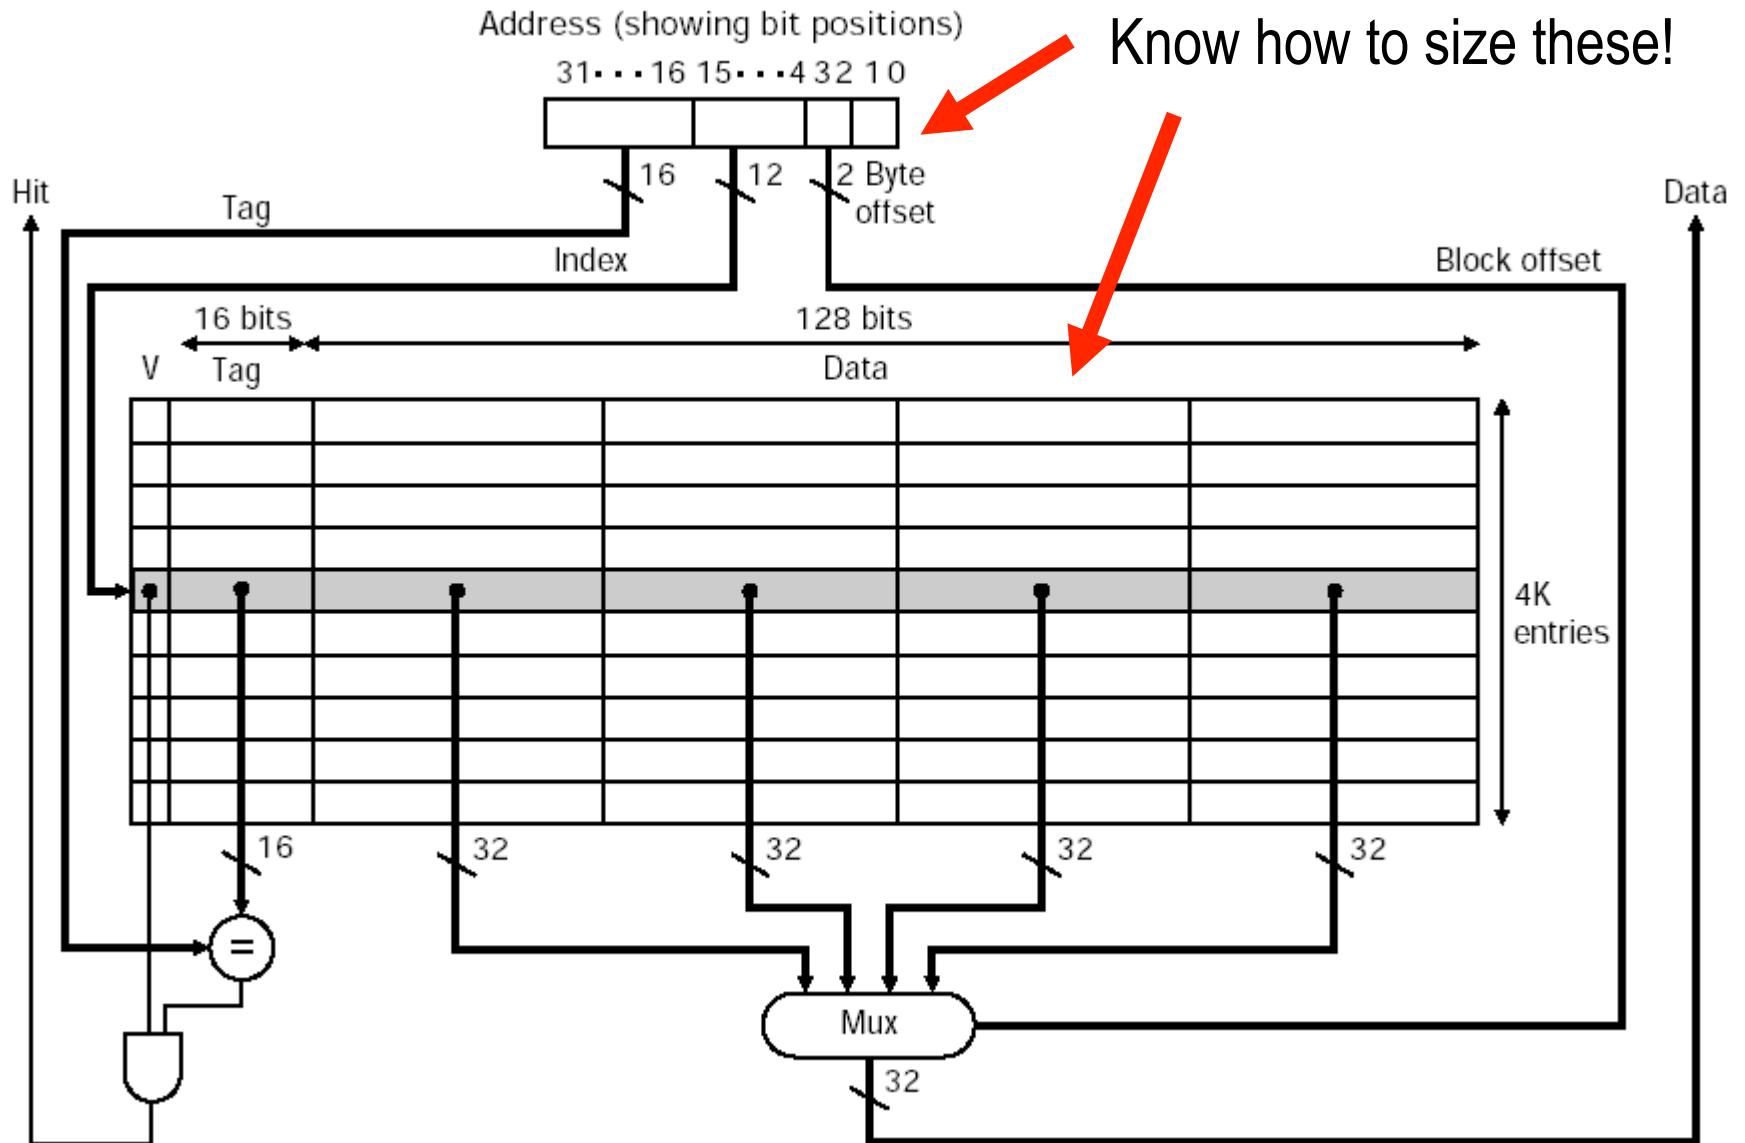 Address (showing bit positions)
Know how to size these!
31···16 15···4 3 2 1 0
16 12 2 Byte
offset
Hit
Data
Tag
Index
Block offset
16 bits
128 bits
V
Tag
Data
4K
entries
16 32 32 32 32
=
Mux
32